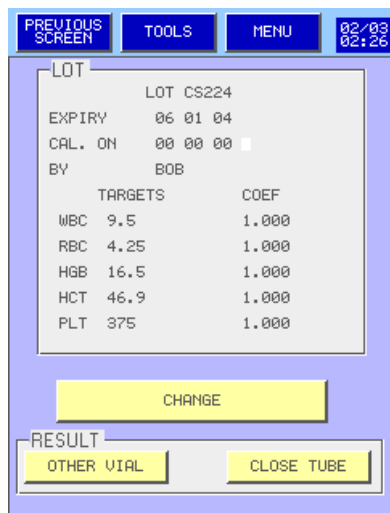 PREVIOUS SCREEN TOOLS MENU 02/03 02:26
LOT
LOT CS224
EXPIRY 06 01 04
CAL. ON 00 00 00
BY BOB
TARGETS COEF
WBC 9.5 1.000
RBC 4.25 1.000
HGB 16.5 1.000
HCT 46.9 1.000
PLT 375 1.000
CHANGE
RESULT
OTHER VIAL CLOSE TUBE